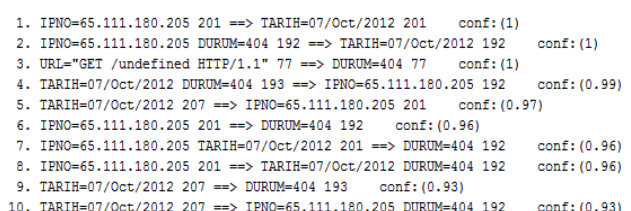 1. IPNO=65.111.180.205 201 ==> TARIH=07/Oct/2012 201 conf:(1)
2. IPNO=65.111.180.205 DURUM=404 192 ==> TARIH=07/Oct/2012 192 conf:(1)
3. URL="GET /undefined HTTP/1.1" 77 ==> DURUM=404 77 conf:(1)
4. TARIH=07/Oct/2012 DURUM=404 193 ==> IPNO=65.111.180.205 192 conf:(0.99)
5. TARIH=07/Oct/2012 207 ==> IPNO=65.111.180.205 201 conf:(0.97)
6. IPNO=65.111.180.205 201 ==> DURUM=404 192 conf:(0.96)
7. IPNO=65.111.180.205 TARIH=07/Oct/2012 201 ==> DURUM=404 192 conf:(0.96)
8. IPNO=65.111.180.205 201 ==> TARIH=07/Oct/2012 DURUM=404 192 conf:(0.96)
9. TARIH=07/Oct/2012 207 ==> DURUM=404 193 conf:(0.93)
10. TARIH=07/Oct/2012 207 ==> IPNO=65.111.180.205 DURUM=404 192 conf:(0.93)